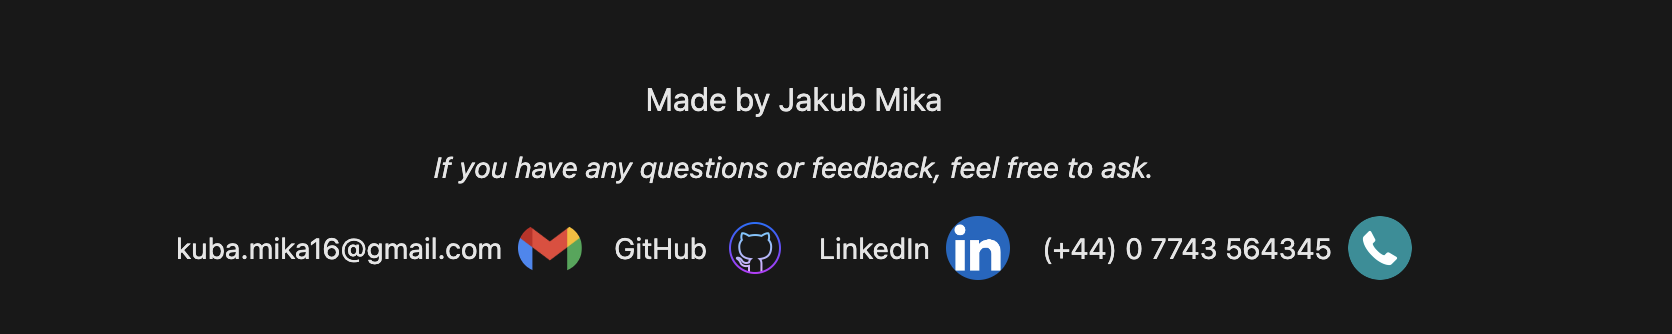 Made by Jakub Mika
If you have any questions or feedback, feel free to ask.
kuba.mika16@gmail.com GitHub LinkedIn in (+44) 0 7743 564345